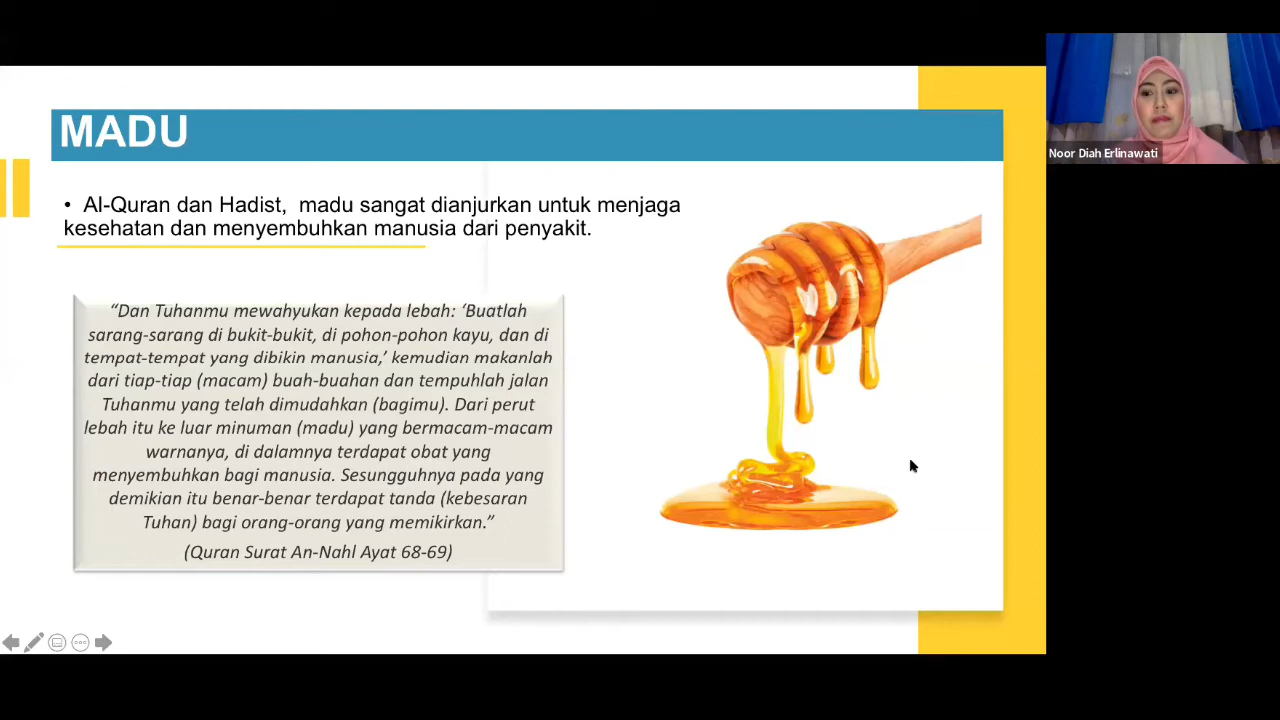 MADU
• Al-Quran dan Hadist, madu sangat dianjurkan untuk menjaga
kesehatan dan menyembuhkan manusia dari penyakit.
“Dan Tuhanmu mewahyukan kepada lebah: ‘Buatlah
sarang-sarang di bukit-bukit, di pohon-pohon kayu, dan di
tempat-tempat yang dibikin manusia,’ kemudian makanlah
dari tiap-tiap (macam) buah-buahan dan tempuhlah jalan
Tuhanmu yang telah dimudahkan (bagimu). Dari perut
lebah itu ke luar minuman (madu) yang bermacam-macam
warnanya, di dalamnya terdapat obat yang
menyembuhkan bagi manusia. Sesungguhnya pada yang
demikian itu benar-benar terdapat tanda (kebesaran
Tuhan) bagi orang-orang yang memikirkan.”
(Quran Surat An-Nahl Ayat 68-69)
Noor Diah Erlinawati